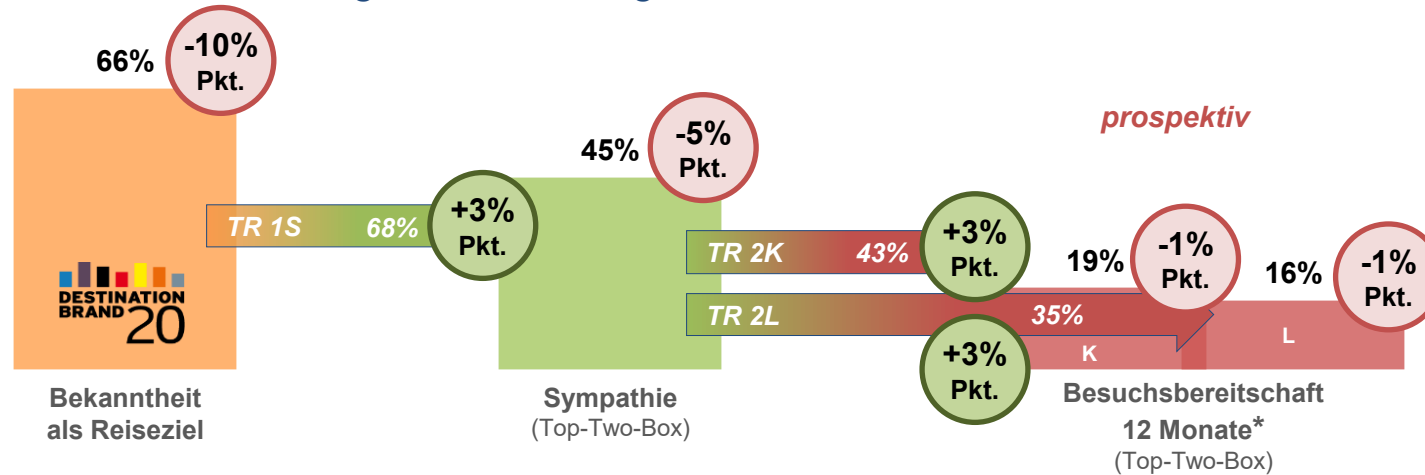 66%
-10%
Pkt.
45%
-5%
Pkt.
prospektiv
TR 1S 68%
+3%
Pkt.
TR 2K 43%
+3%
Pkt.
19%
-1%
Pkt.
16%
-1%
Pkt.
TR 2L 35%
+3%
Pkt.
K
L
DESTINATION
BRAND 20
Bekanntheit
als Reiseziel
Sympathie
(Top-Two-Box)
Besuchsbereitschaft
12 Monate*
(Top-Two-Box)